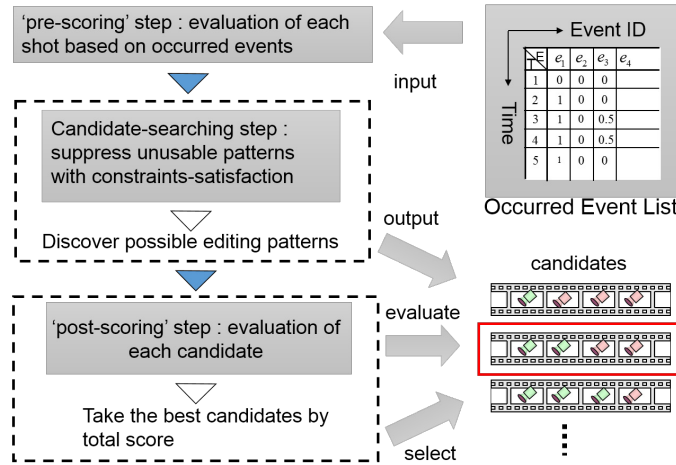 'pre-scoring' step : evaluation of each
shot based on occurred events
input
Event ID
Time
T E e1 e2 e3 e4
1 0 0 0
2 1 0 0
3 1 0 0.5
4 1 0 0.5
5 1 0 0
Occurred Event List
Candidate-searching step :
suppress unusable patterns
with constraints-satisfaction
Discover possible editing patterns
output
candidates
'post-scoring' step : evaluation of
each candidate
evaluate
Take the best candidates by
total score
select